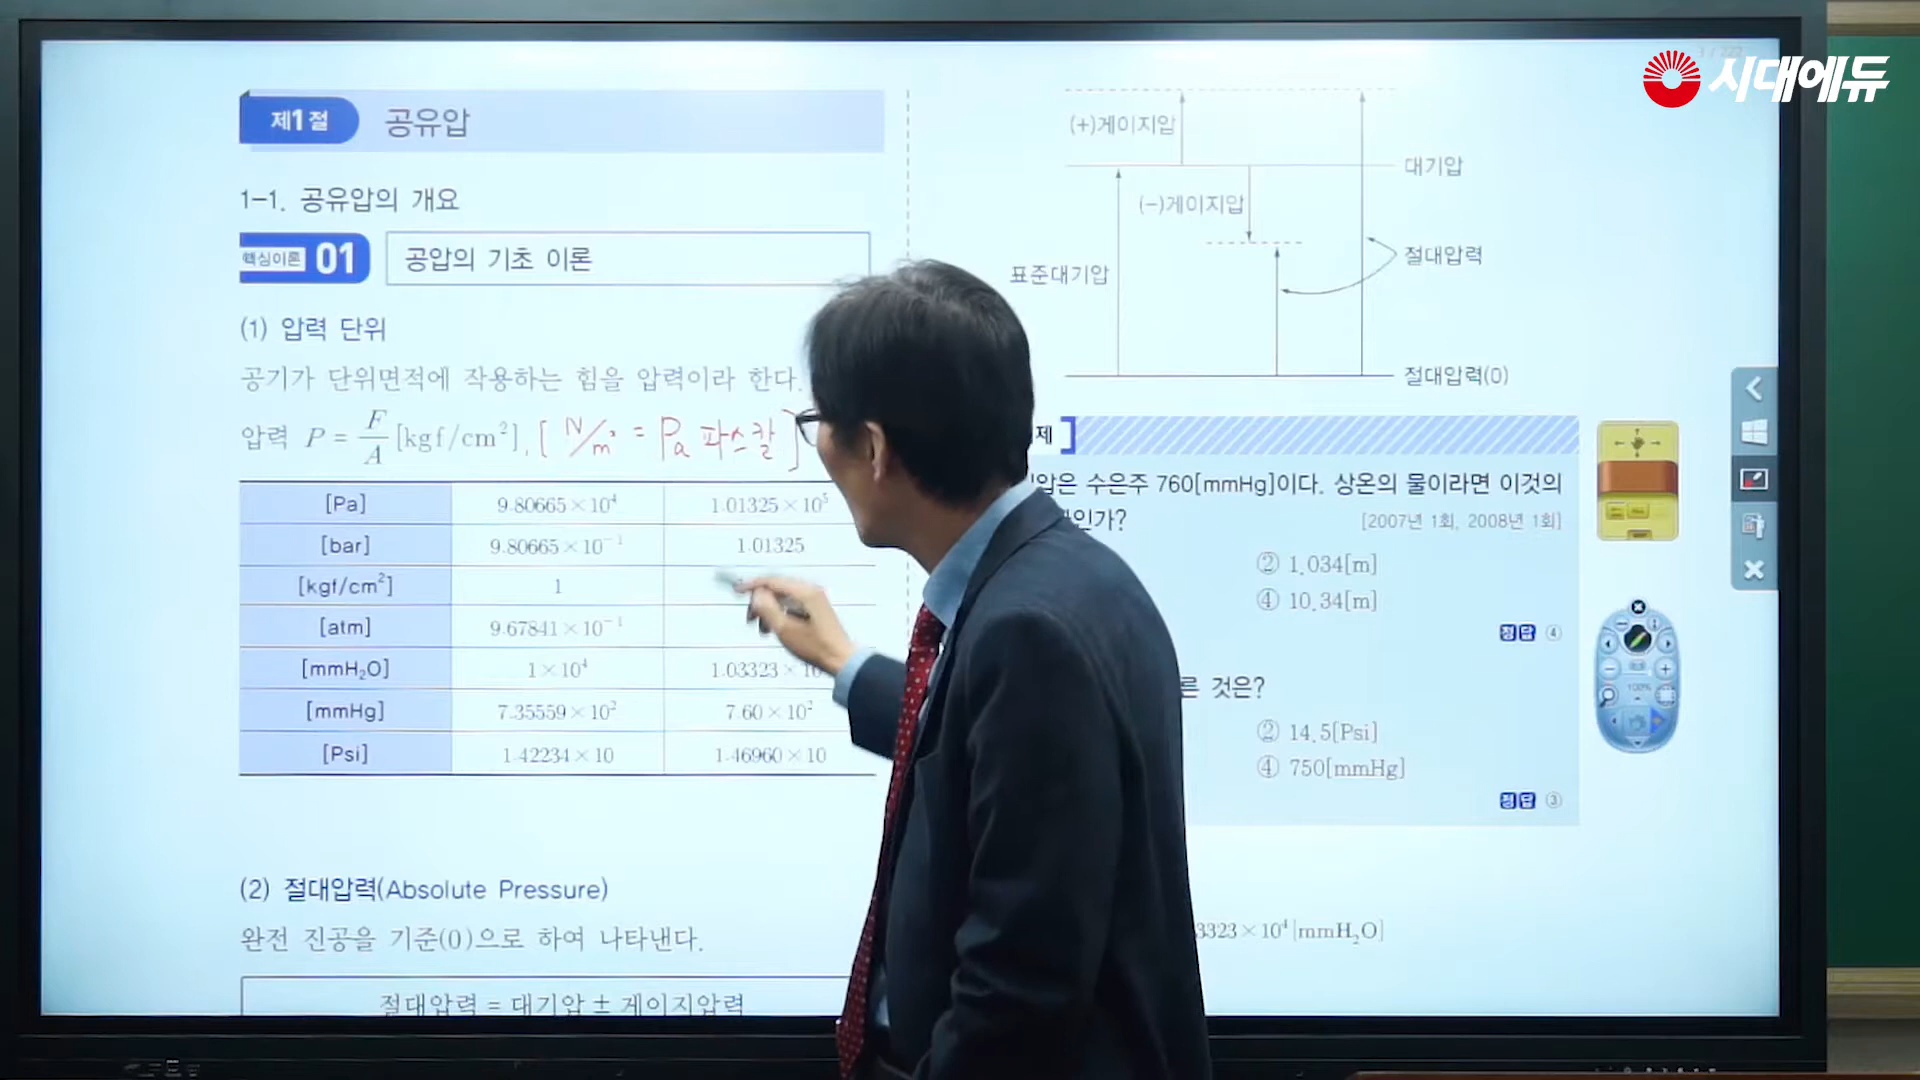 시대에듀
제1절 공유압
1-1. 공유압의 개요
핵심이론 01 공압의 기초 이론
(1) 압력 단위
공기가 단위면적에 작용하는 힘을 압력이라 한다.
압력 P = F/A [kgf/cm²], [ N/m² = Pa 파스칼 ]
[Pa] 9.80665×10⁴ 1.01325×10⁵
[bar] 9.80665×10⁻¹ 1.01325
[kgf/cm²] 1
[atm] 9.67841×10⁻¹
[mmH₂O] 1×10⁴ 1.03323×10
[mmHg] 7.35559×10² 7.60×10²
[Psi] 1.42234×10 1.46960×10
(2) 절대압력(Absolute Pressure)
완전 진공을 기준(0)으로 하여 나타낸다.
절대압력 = 대기압 ± 게이지압력
(+)게이지압
대기압
(-)게이지압
절대압력
표준대기압
절대압력(0)
제
압은 수은주 760[mmHg]이다. 상온의 물이라면 이것의
인가? [2007년 1회, 2008년 1회]
② 1.034[m]
④ 10.34[m]
정답 ④
른 것은?
② 14.5[Psi]
④ 750[mmHg]
정답 ③
3323×10⁴[mmH₂O]
100%